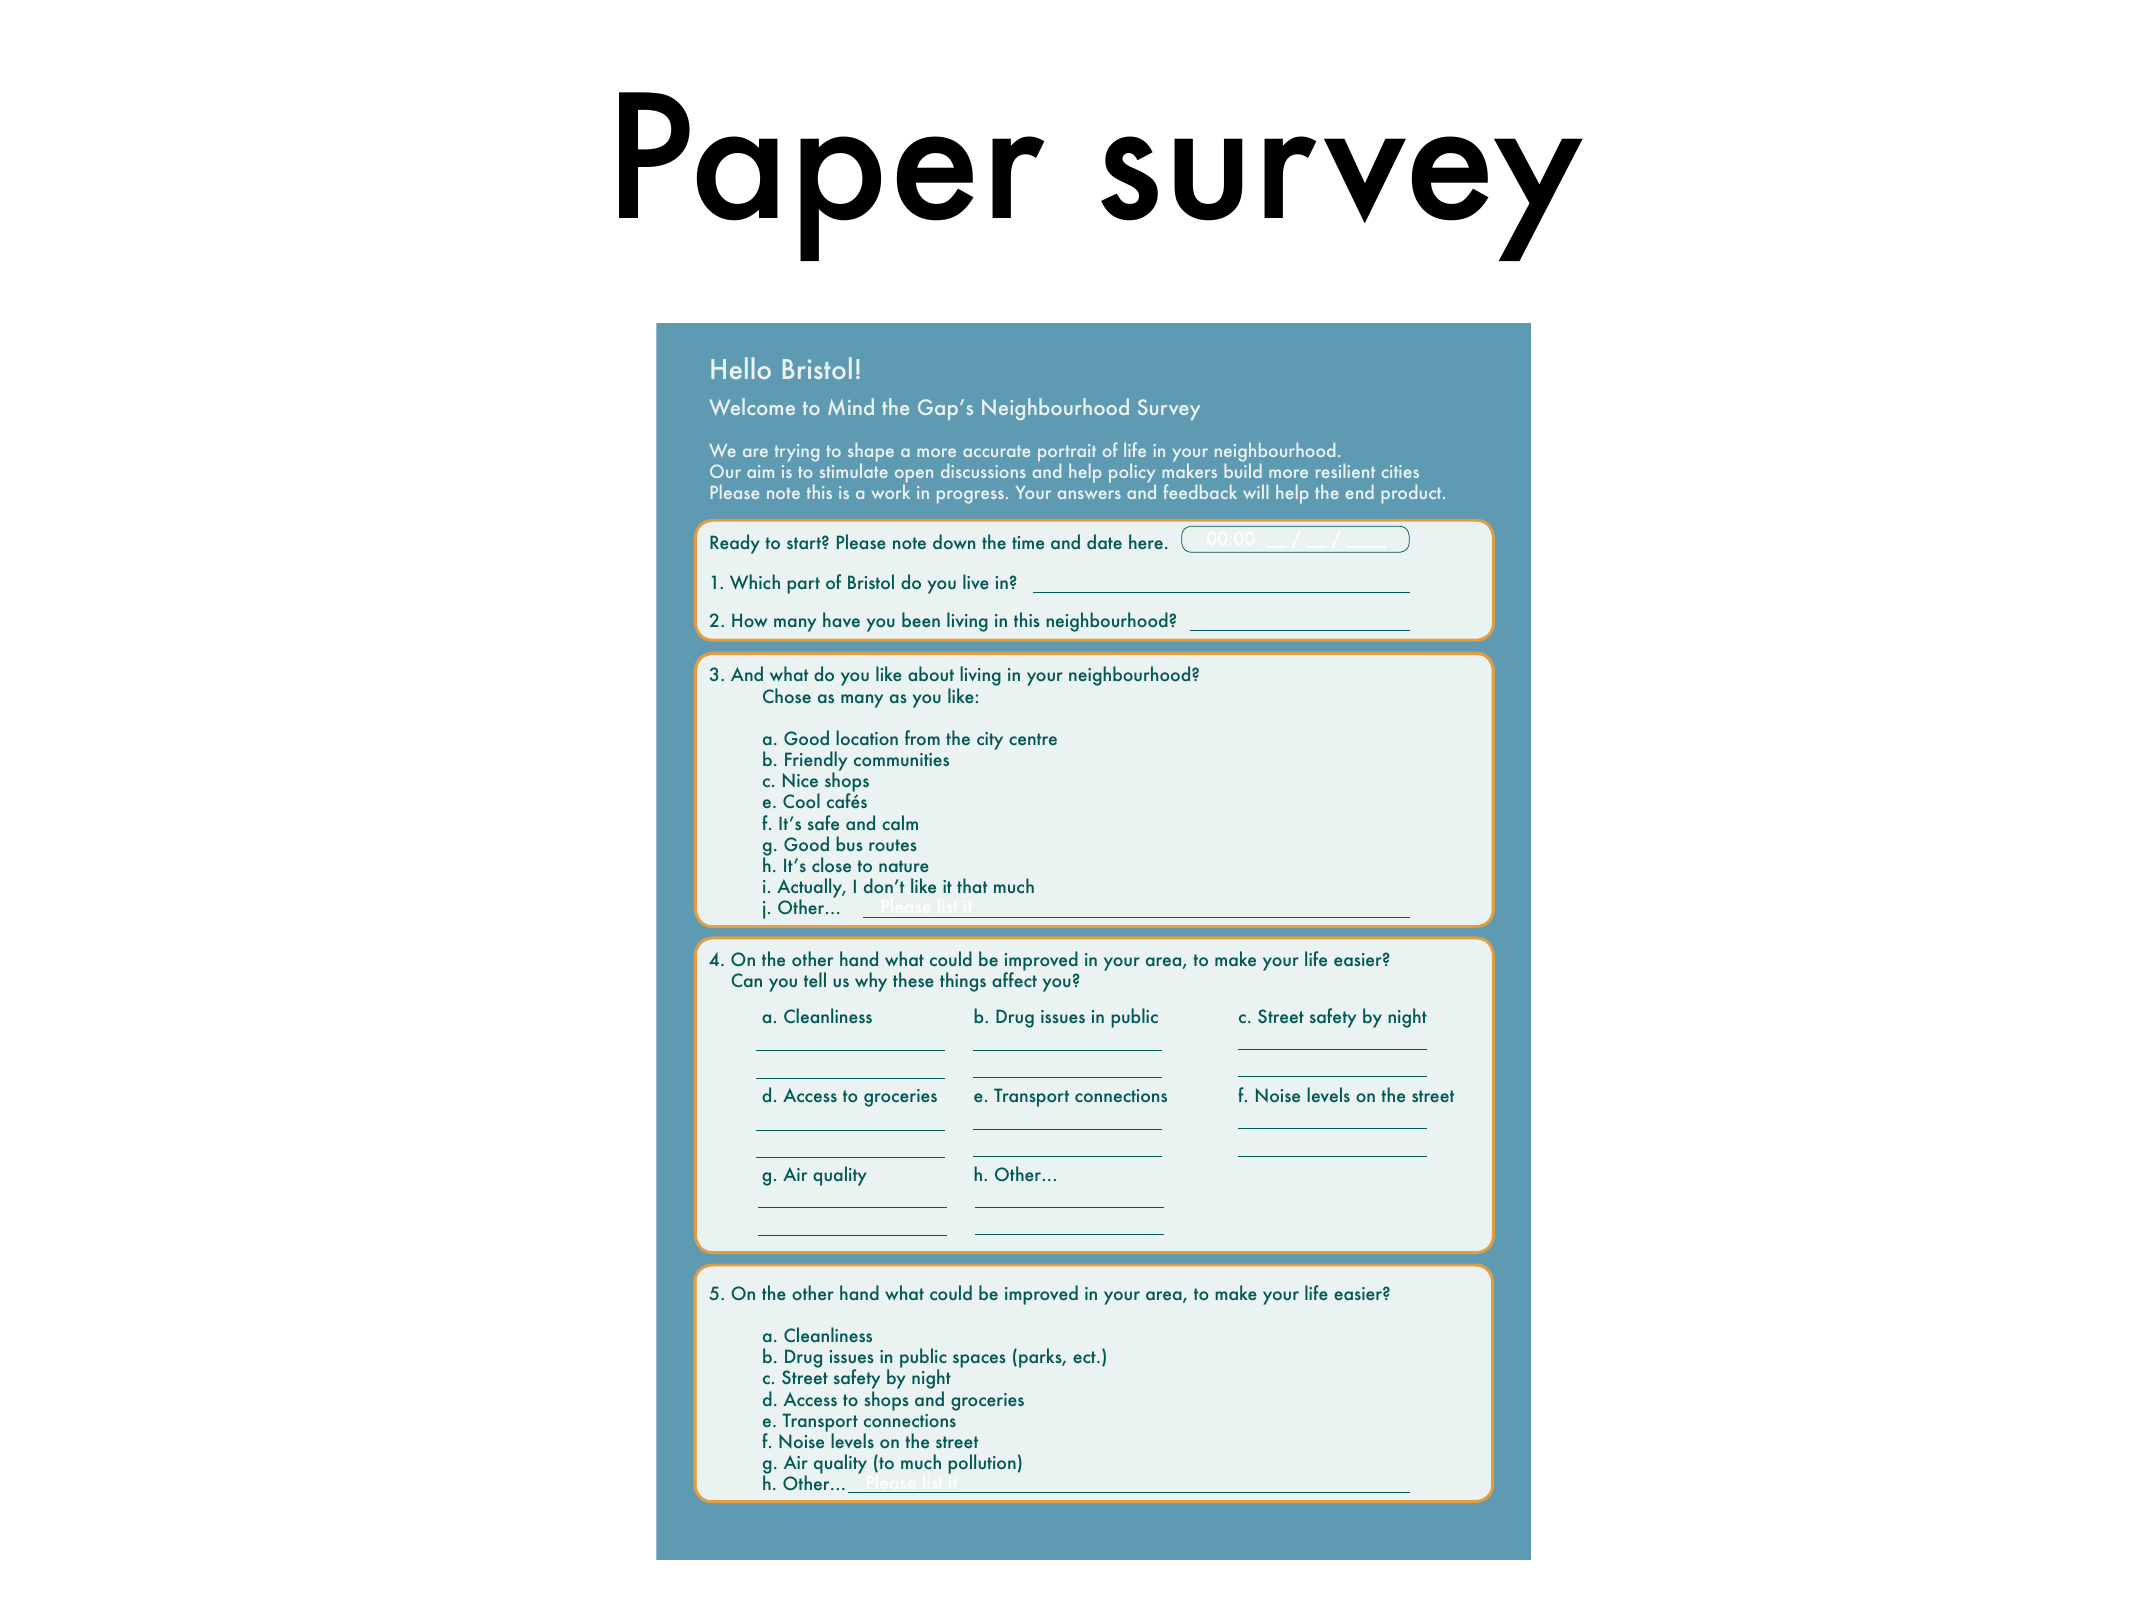 Paper survey
Hello Bristol!
Welcome to Mind the Gap's Neighbourhood Survey
We are trying to shape a more accurate portrait of life in your neighbourhood.
Our aim is to stimulate open discussions and help policy makers build more resilient cities
Please note this is a work in progress. Your answers and feedback will help the end product.
Ready to start? Please note down the time and date here. 00:00 __ / __ / ____
1. Which part of Bristol do you live in?
2. How many have you been living in this neighbourhood?
3. And what do you like about living in your neighbourhood?
Chose as many as you like:
a. Good location from the city centre
b. Friendly communities
c. Nice shops
e. Cool cafés
f. It's safe and calm
g. Good bus routes
h. It's close to nature
i. Actually, I don't like it that much
j. Other... Please list it
4. On the other hand what could be improved in your area, to make your life easier?
Can you tell us why these things affect you?
a. Cleanliness b. Drug issues in public c. Street safety by night
d. Access to groceries e. Transport connections f. Noise levels on the street
g. Air quality h. Other...
5. On the other hand what could be improved in your area, to make your life easier?
a. Cleanliness
b. Drug issues in public spaces (parks, ect.)
c. Street safety by night
d. Access to shops and groceries
e. Transport connections
f. Noise levels on the street
g. Air quality (to much pollution)
h. Other... Please list it